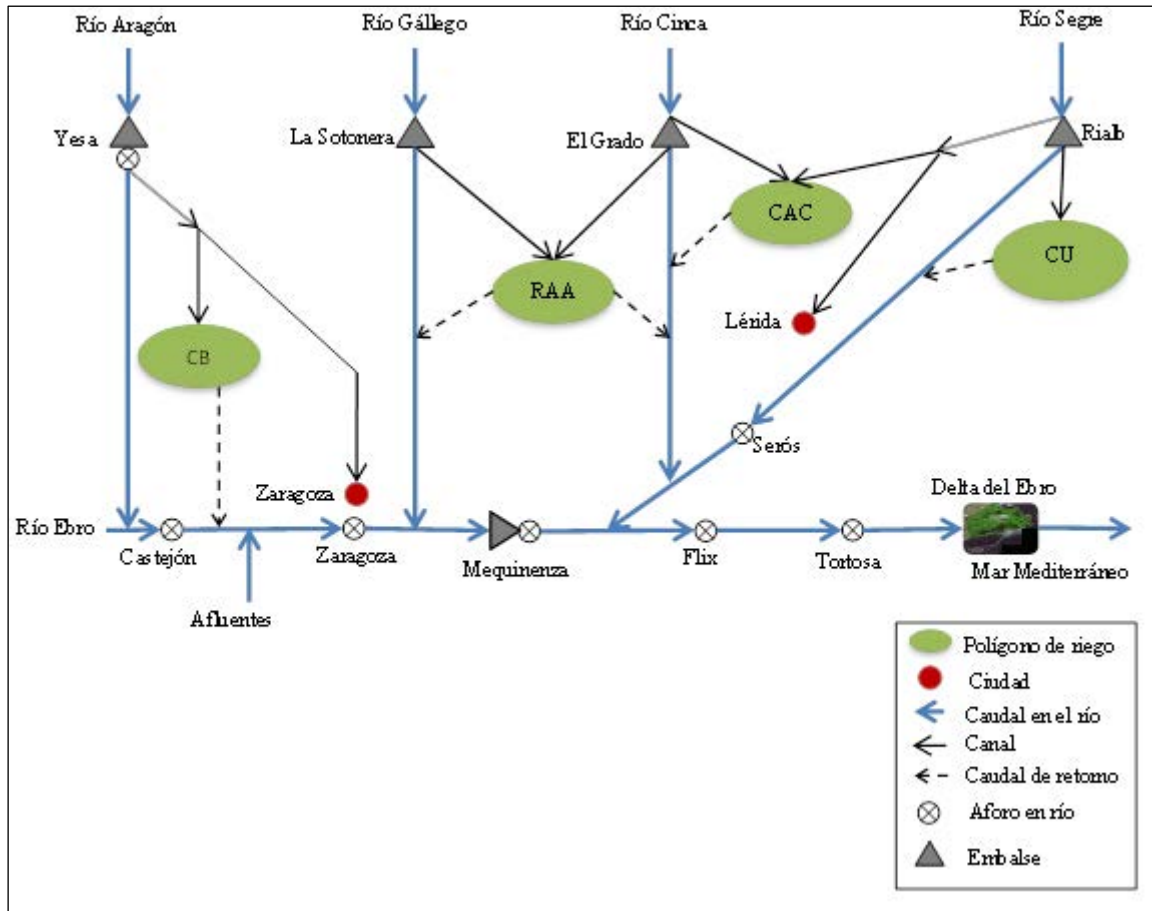 Río Aragón
Río Gállego
Río Cinca
Río Segre
Yesa
La Sotonera
El Grado
Rialb
CAC
CU
RAA
Lérida
CB
Serós
Zaragoza
Delta del Ebro
Río Ebro
Castejón
Zaragoza
Mequinenza
Flix
Tortosa
Mar Mediterráneo
Afluentes
Polígono de riego
Ciudad
Caudal en el río
Canal
Caudal de retorno
Aforo en río
Embalse